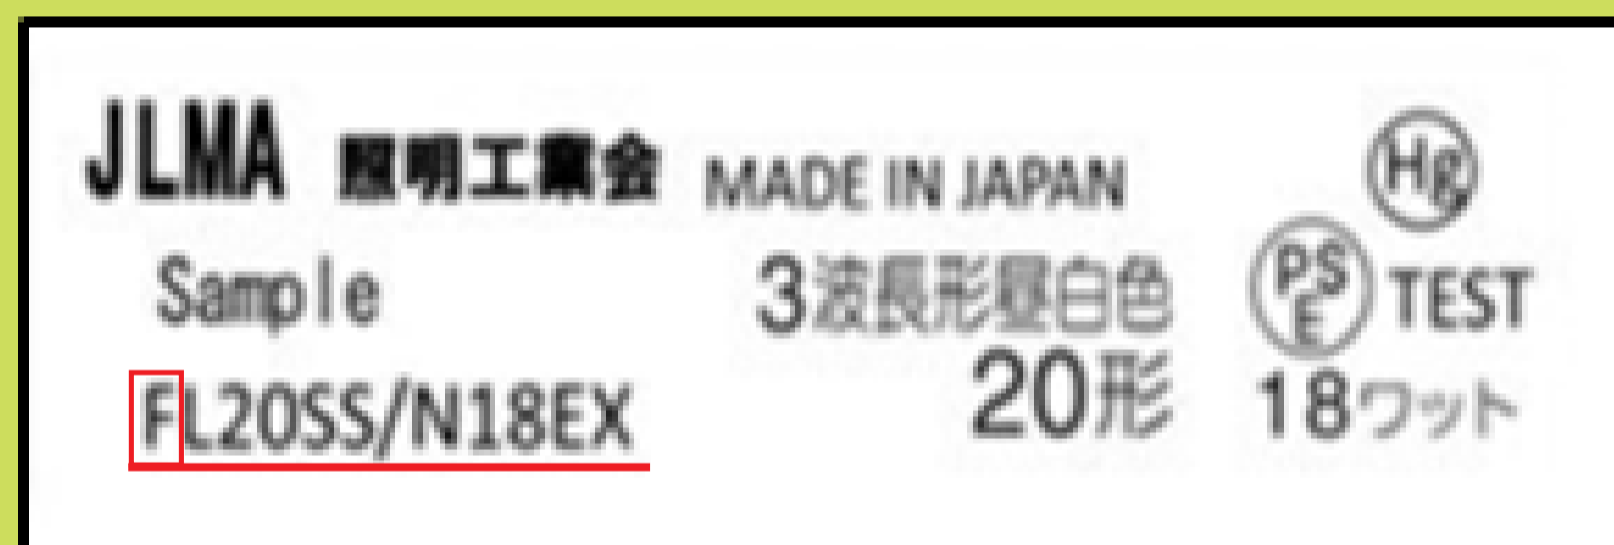 JLMA 照明工業会 MADE IN JAPAN Hg
Sample 3波長形昼白色 PSE TEST
FL20SS/N18EX 20形 18ワット